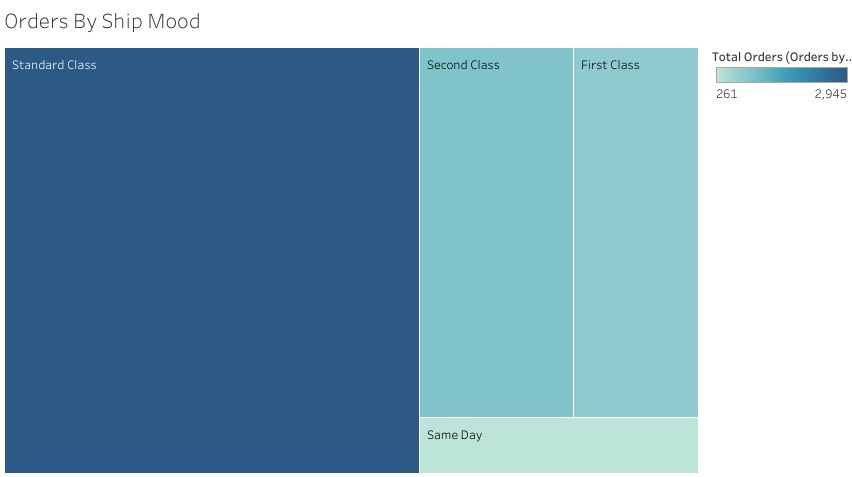 Orders By Ship Mood
Standard Class
Second Class
First Class
Total Orders (Orders by..
261
2,945
Same Day